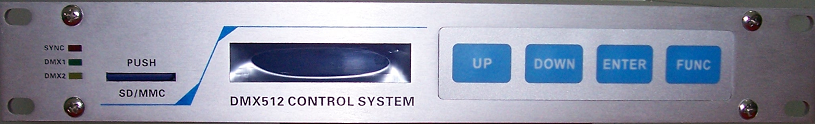 SYNC
DMX1
DMX2
PUSH
SD/MMC
DMX512 CONTROL SYSTEM
UP
DOWN
ENTER
FUNC